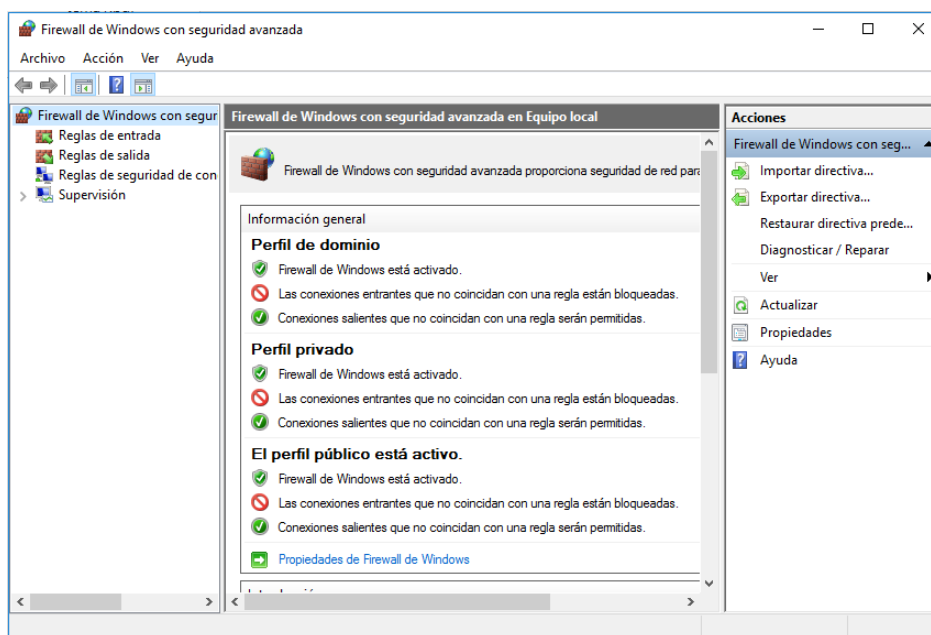 Firewall de Windows con seguridad avanzada
Archivo Acción Ver Ayuda
Firewall de Windows con segur
Reglas de entrada
Reglas de salida
Reglas de seguridad de con
Supervisión
Firewall de Windows con seguridad avanzada en Equipo local
Firewall de Windows con seguridad avanzada proporciona seguridad de red para
Información general
Perfil de dominio
Firewall de Windows está activado.
Las conexiones entrantes que no coincidan con una regla están bloqueadas.
Conexiones salientes que no coincidan con una regla serán permitidas.
Perfil privado
Firewall de Windows está activado.
Las conexiones entrantes que no coincidan con una regla están bloqueadas.
Conexiones salientes que no coincidan con una regla serán permitidas.
El perfil público está activo.
Firewall de Windows está activado.
Las conexiones entrantes que no coincidan con una regla están bloqueadas.
Conexiones salientes que no coincidan con una regla serán permitidas.
Propiedades de Firewall de Windows
Acciones
Firewall de Windows con seg...
Importar directiva...
Exportar directiva...
Restaurar directiva prede...
Diagnosticar / Reparar
Ver
Actualizar
Propiedades
Ayuda